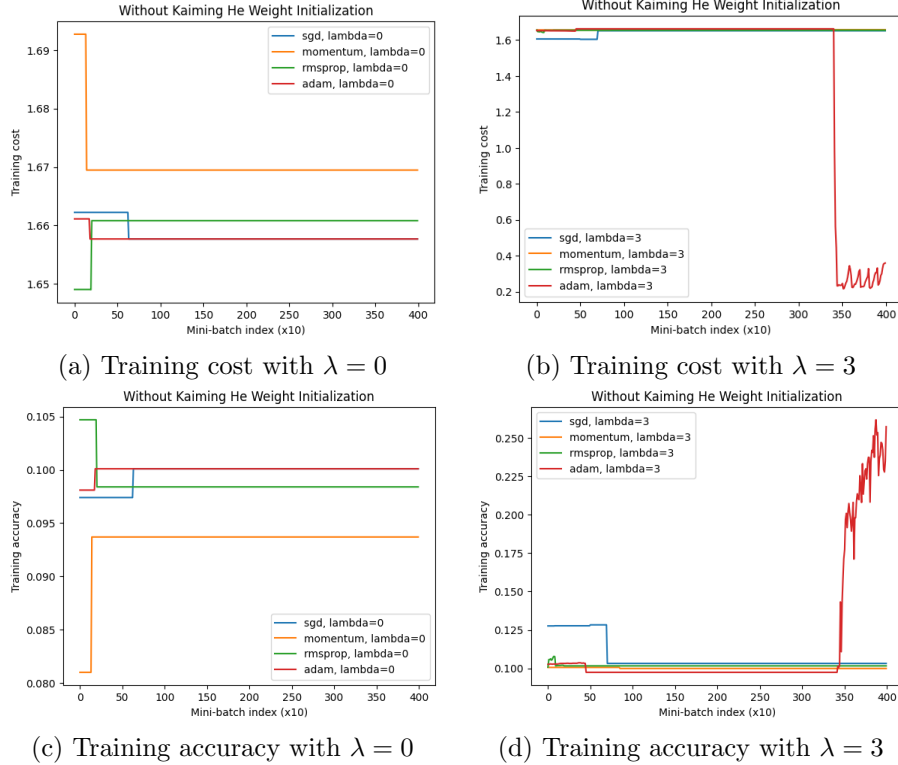 Without Kaiming He Weight Initialization
1.69
1.68
1.67
1.66
1.65
Training cost
sgd, lambda=0
momentum, lambda=0
rmsprop, lambda=0
adam, lambda=0
0 50 100 150 200 250 300 350 400
Mini-batch index (x10)
(a) Training cost with λ = 0
Without Kaiming He Weight Initialization
1.6
1.4
1.2
1.0
0.8
0.6
0.4
0.2
Training cost
sgd, lambda=3
momentum, lambda=3
rmsprop, lambda=3
adam, lambda=3
0 50 100 150 200 250 300 350 400
Mini-batch index (x10)
(b) Training cost with λ = 3
Without Kaiming He Weight Initialization
0.105
0.100
0.095
0.090
0.085
0.080
Training accuracy
sgd, lambda=0
momentum, lambda=0
rmsprop, lambda=0
adam, lambda=0
0 50 100 150 200 250 300 350 400
Mini-batch index (x10)
(c) Training accuracy with λ = 0
Without Kaiming He Weight Initialization
0.250
0.225
0.200
0.175
0.150
0.125
0.100
Training accuracy
sgd, lambda=3
momentum, lambda=3
rmsprop, lambda=3
adam, lambda=3
0 50 100 150 200 250 300 350 400
Mini-batch index (x10)
(d) Training accuracy with λ = 3